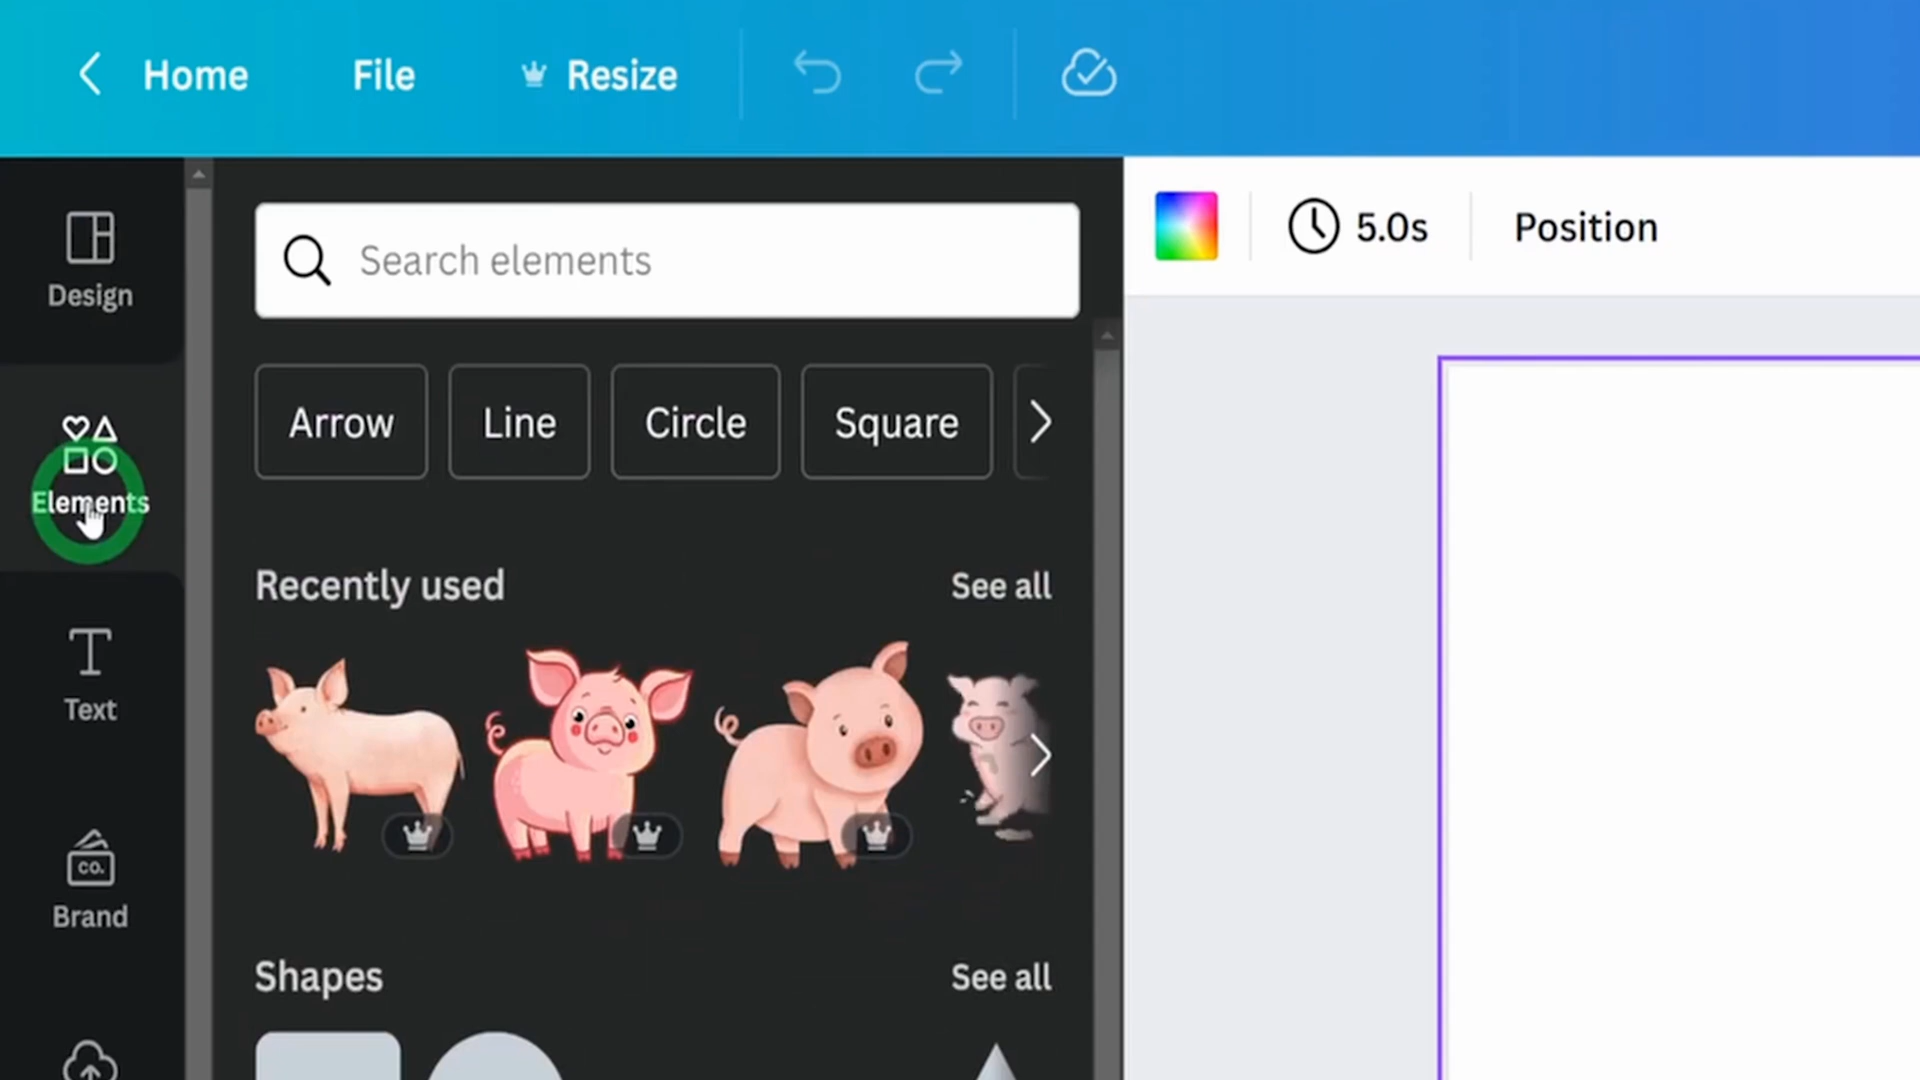 Home File Resize
Design
Search elements
5.0s Position
Arrow Line Circle Square
Elements
Recently used See all
Text
CO.
Brand
Shapes See all